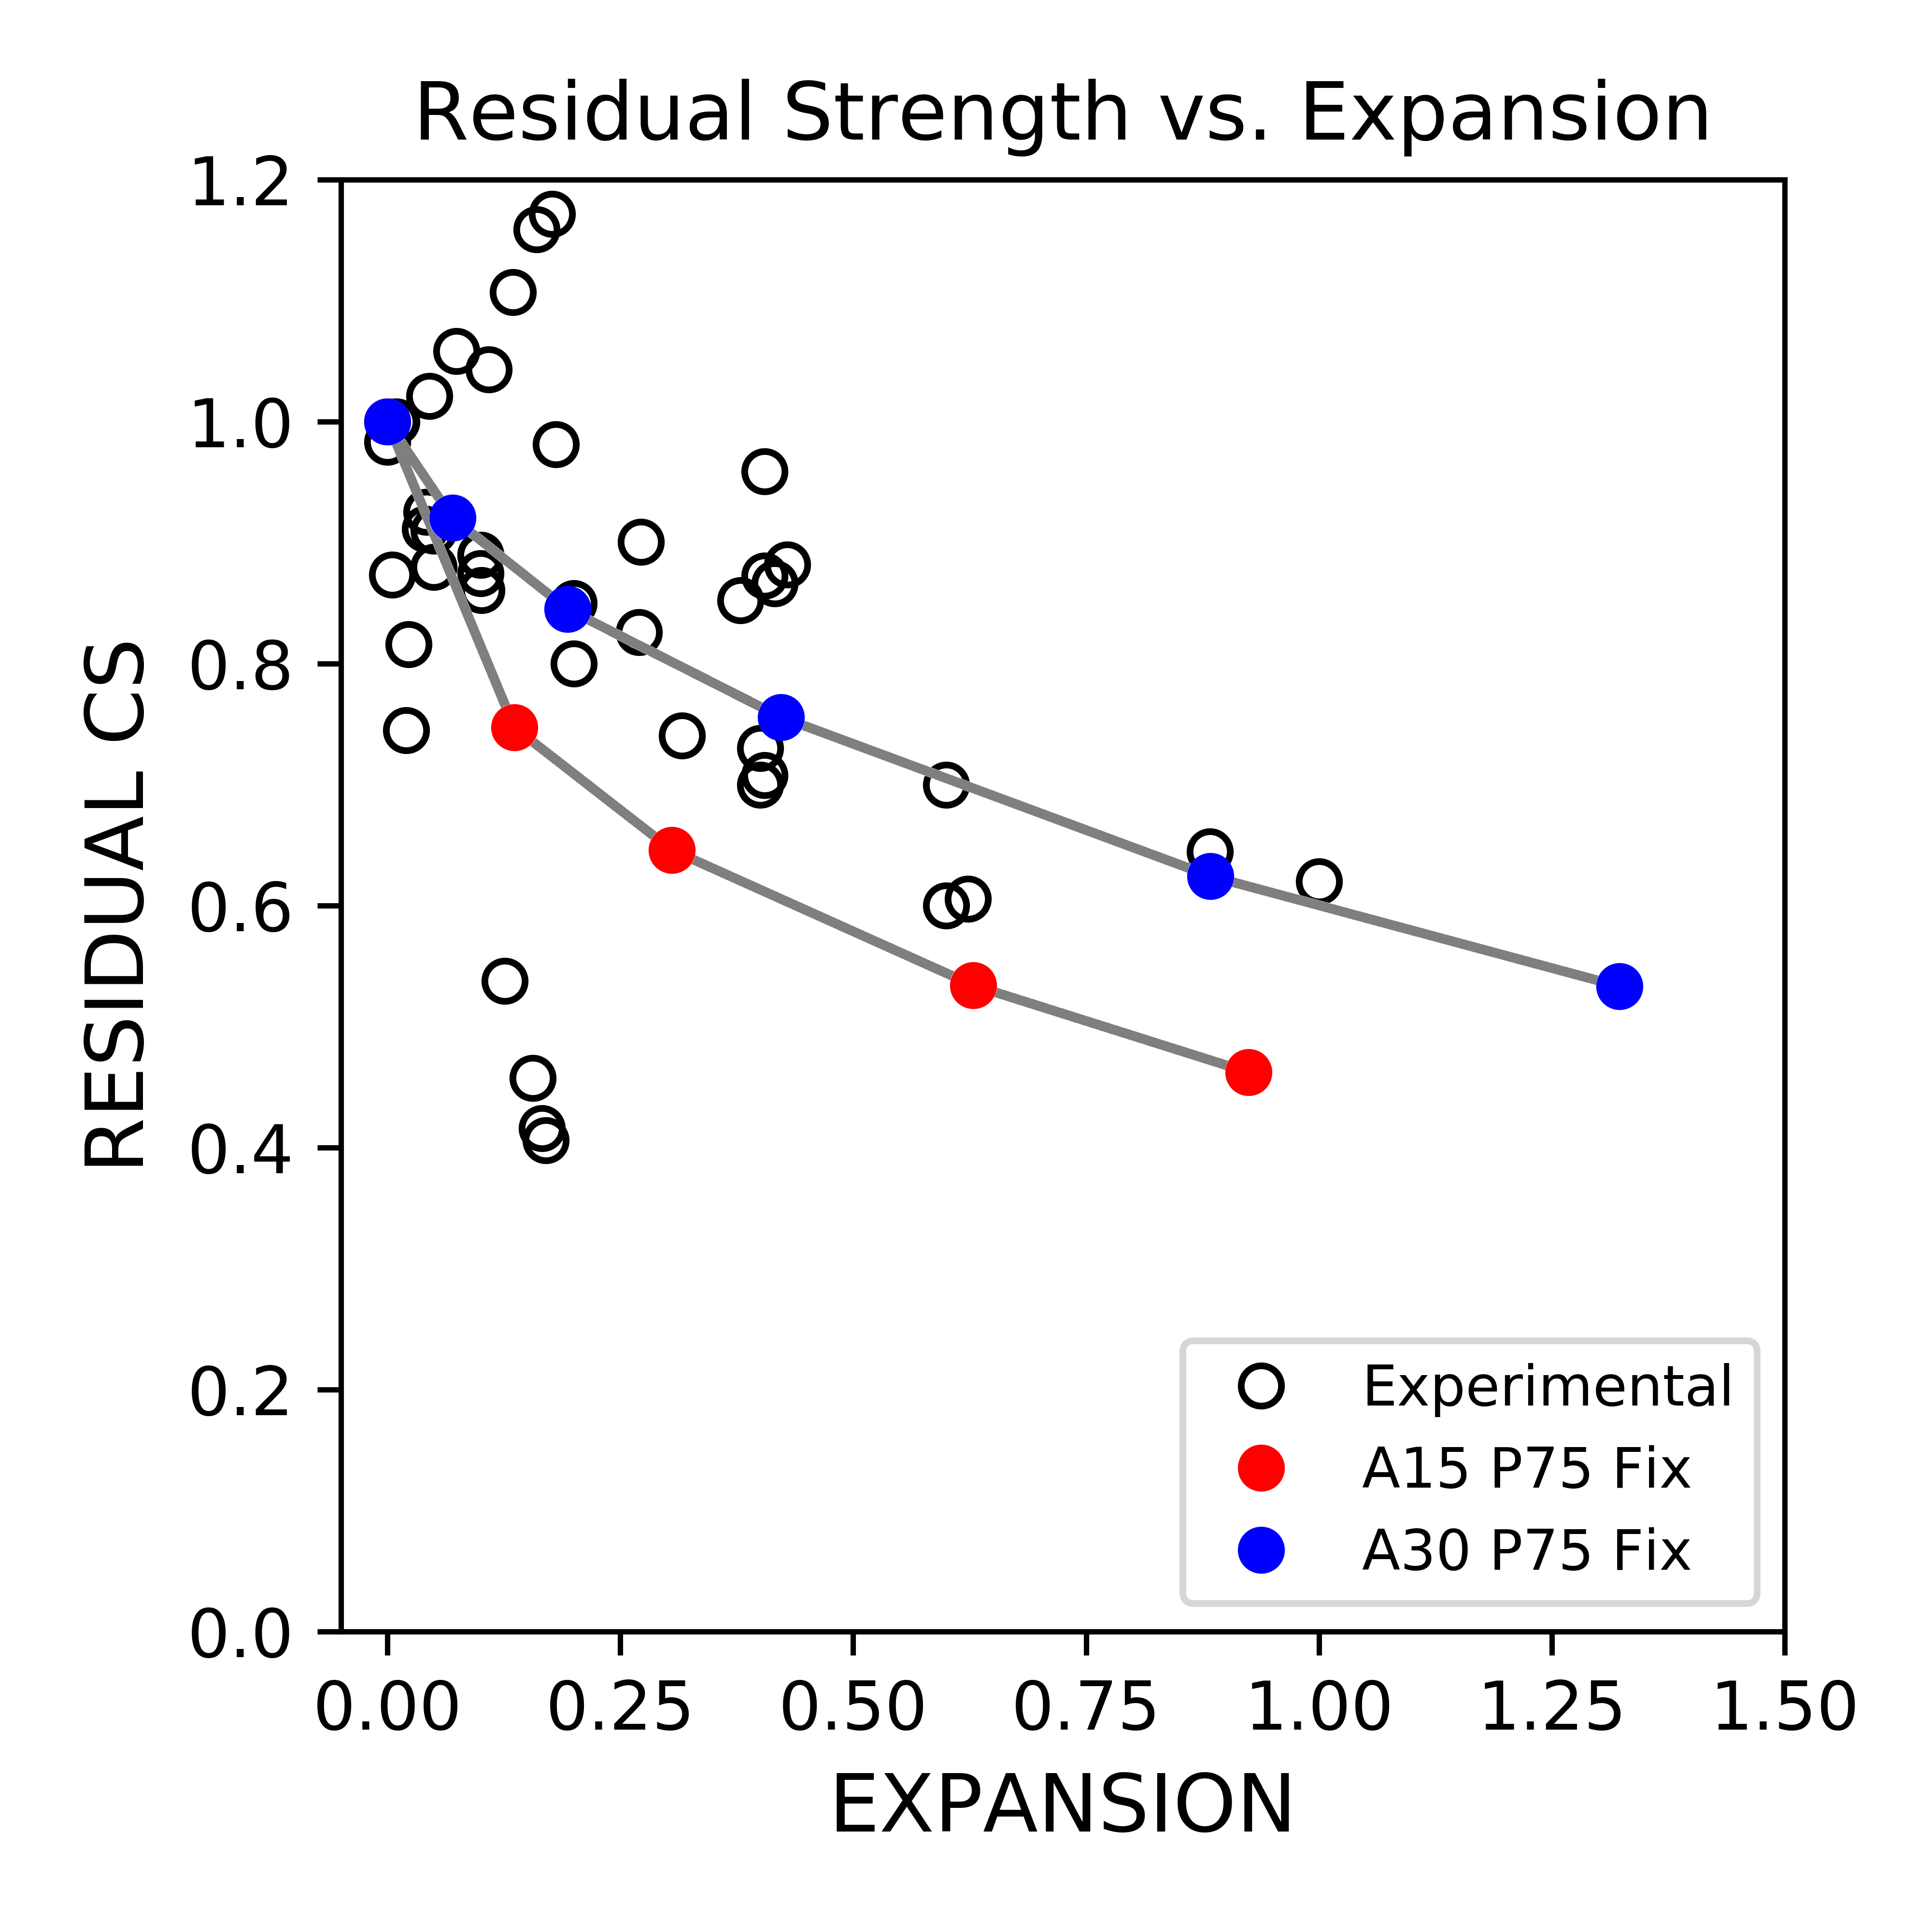 Residual Strength vs. Expansion
1.2
1.0
0.8
0.6
0.4
0.2
0.0
RESIDUAL CS
0.00 0.25 0.50 0.75 1.00 1.25 1.50
EXPANSION
Experimental
A15 P75 Fix
A30 P75 Fix